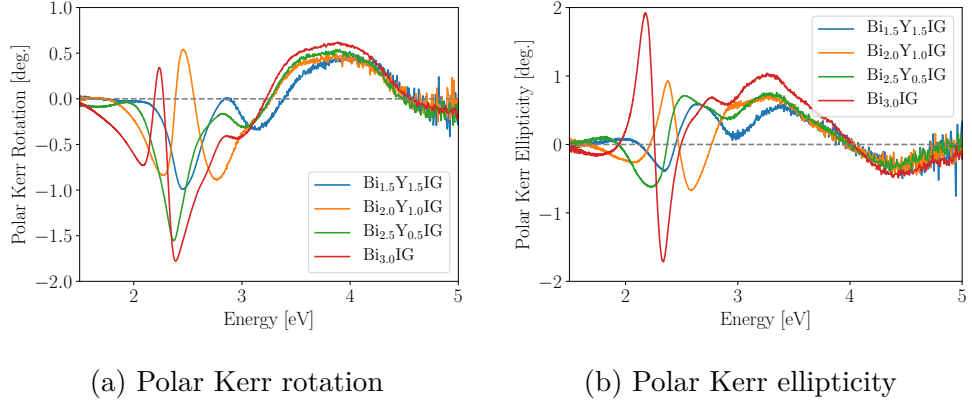 1.0
0.5
0.0
−0.5
−1.0
−1.5
−2.0
Polar Kerr Rotation [deg.]
2 3 4 5
Energy [eV]
Bi₁.₅Y₁.₅IG
Bi₂.₀Y₁.₀IG
Bi₂.₅Y₀.₅IG
Bi₃.₀IG
(a) Polar Kerr rotation
2
1
0
−1
−2
Polar Kerr Ellipticity [deg.]
2 3 4 5
Energy [eV]
Bi₁.₅Y₁.₅IG
Bi₂.₀Y₁.₀IG
Bi₂.₅Y₀.₅IG
Bi₃.₀IG
(b) Polar Kerr ellipticity